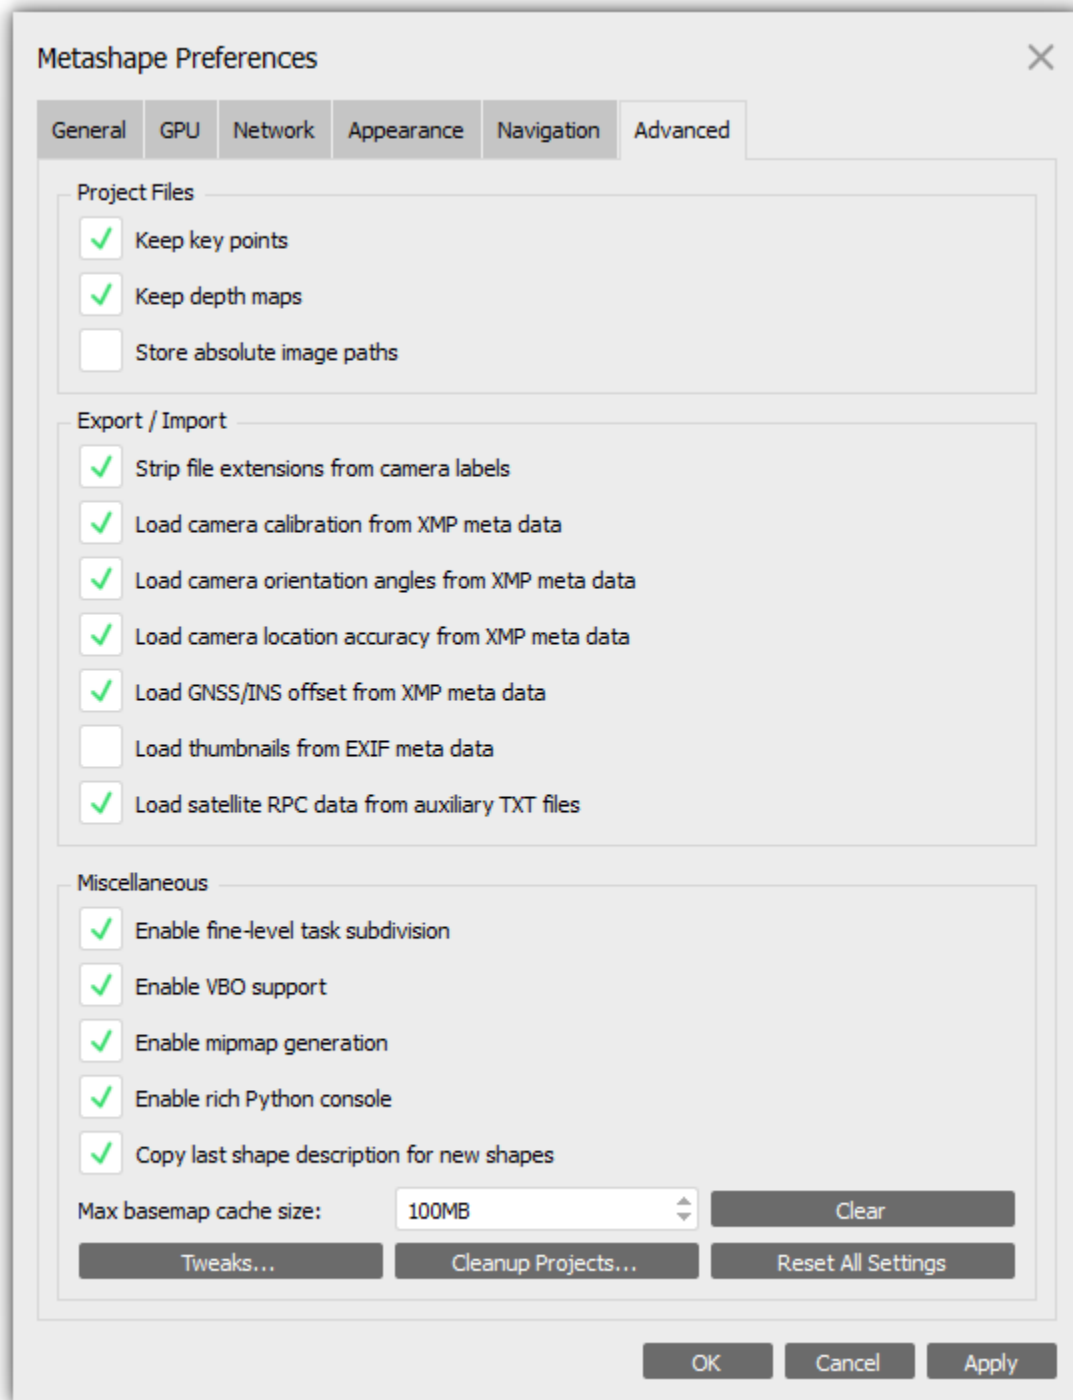 Metashape Preferences
General GPU Network Appearance Navigation Advanced
Project Files
Keep key points
Keep depth maps
Store absolute image paths
Export / Import
Strip file extensions from camera labels
Load camera calibration from XMP meta data
Load camera orientation angles from XMP meta data
Load camera location accuracy from XMP meta data
Load GNSS/INS offset from XMP meta data
Load thumbnails from EXIF meta data
Load satellite RPC data from auxiliary TXT files
Miscellaneous
Enable fine-level task subdivision
Enable VBO support
Enable mipmap generation
Enable rich Python console
Copy last shape description for new shapes
Max basemap cache size: 100MB Clear
Tweaks... Cleanup Projects... Reset All Settings
OK Cancel Apply